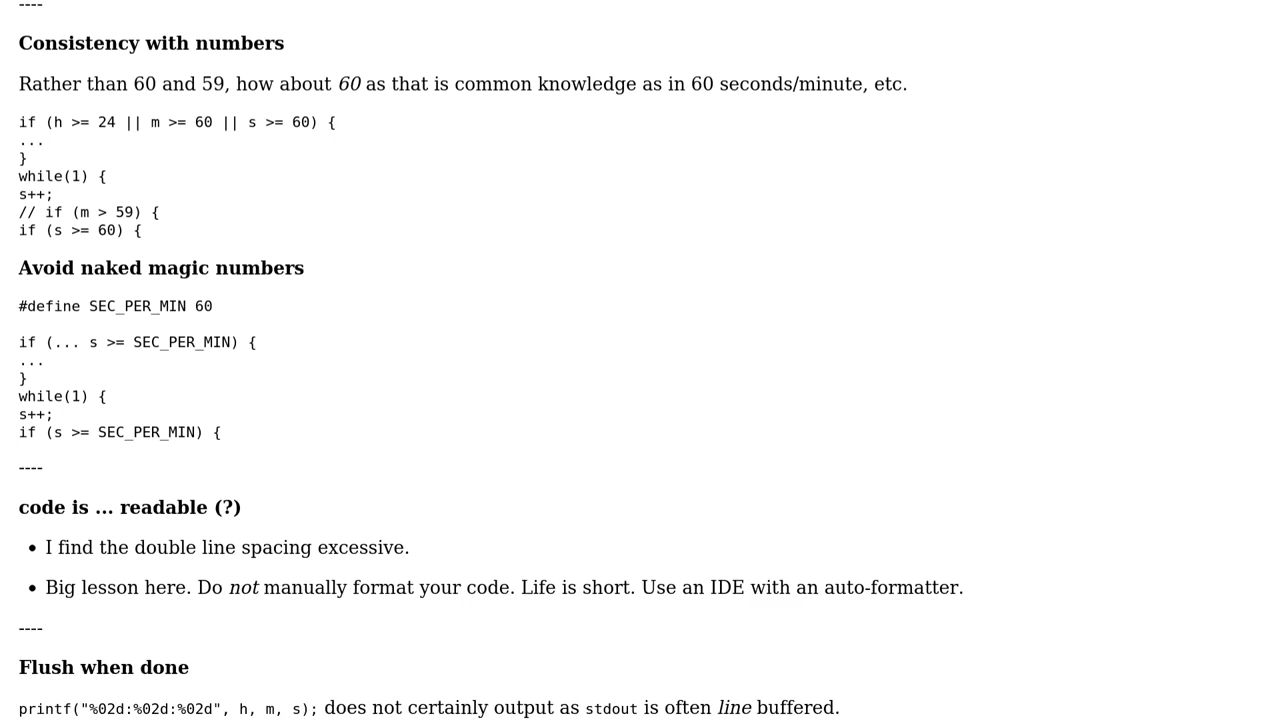 ----
Consistency with numbers
Rather than 60 and 59, how about 60 as that is common knowledge as in 60 seconds/minute, etc.
if (h >= 24 || m >= 60 || s >= 60) {
...
}
while(1) {
s++;
// if (m > 59) {
if (s >= 60) {
Avoid naked magic numbers
#define SEC_PER_MIN 60
if (... s >= SEC_PER_MIN) {
...
}
while(1) {
s++;
if (s >= SEC_PER_MIN) {
----
code is ... readable (?)
• I find the double line spacing excessive.
• Big lesson here. Do not manually format your code. Life is short. Use an IDE with an auto-formatter.
----
Flush when done
printf("%02d:%02d:%02d", h, m, s); does not certainly output as stdout is often line buffered.